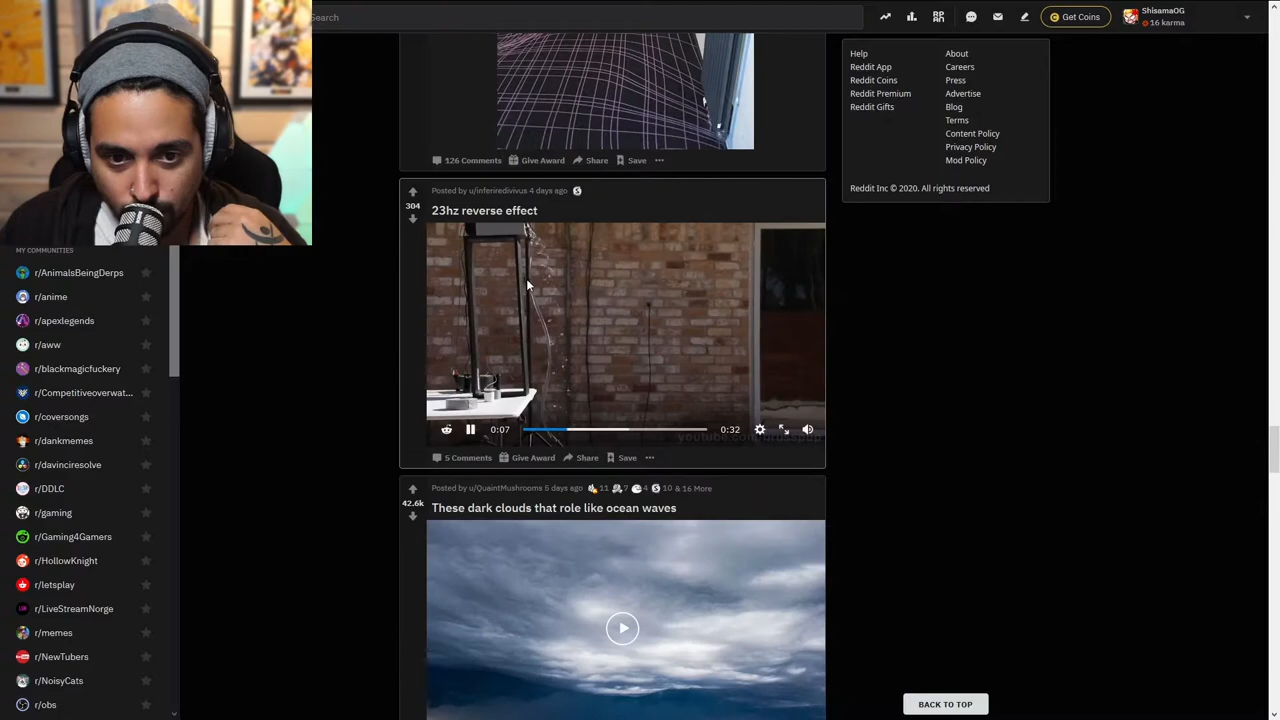 Search
Get Coins
ShisamaOG
16 karma
Help
About
Reddit App
Careers
Reddit Coins
Press
Reddit Premium
Advertise
Reddit Gifts
Blog
Terms
Content Policy
Privacy Policy
Mod Policy
Reddit Inc © 2020. All rights reserved
126 Comments
Give Award
Share
Save
Posted by u/inferiredivivus 4 days ago
304
23hz reverse effect
0:07
0:32
5 Comments
Give Award
Share
Save
Posted by u/QuaintMushrooms 5 days ago
11
7
4
10 & 16 More
42.6k
These dark clouds that role like ocean waves
MY COMMUNITIES
r/AnimalsBeingDerps
r/anime
r/apexlegends
r/aww
r/blackmagicfuckery
r/Competitiveoverwat...
r/coversongs
r/dankmemes
r/davinciresolve
r/DDLC
r/gaming
r/Gaming4Gamers
r/HollowKnight
r/letsplay
r/LiveStreamNorge
r/memes
r/NewTubers
r/NoisyCats
r/obs
BACK TO TOP